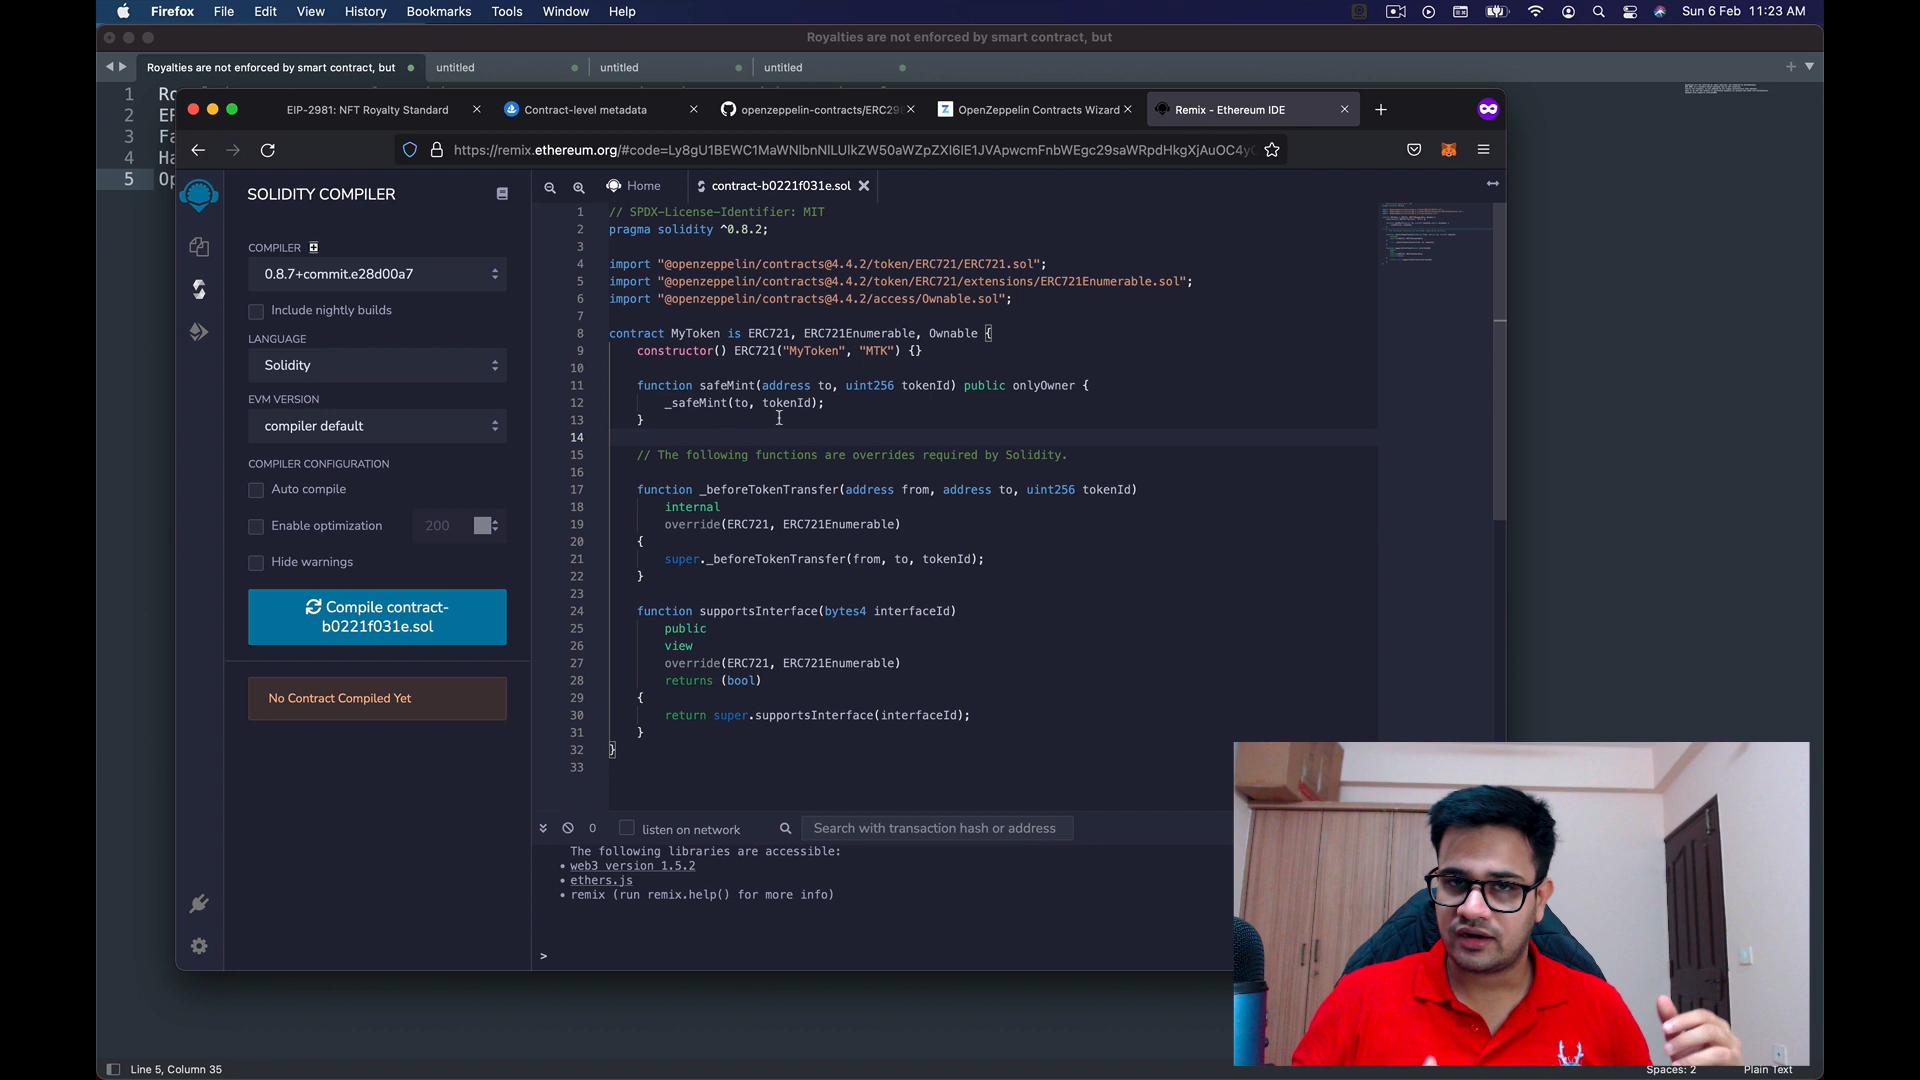 Firefox File Edit View History Bookmarks Tools Window Help Sun 6 Feb 11:23 AM
Royalties are not enforced by smart contract, but
Royalties are not enforced by smart contract, but untitled untitled untitled
1 Ro
2
3 Fa
4 Ha
5 Op
EIP-2981: NFT Royalty Standard Contract-level metadata openzeppelin-contracts/ERC298 OpenZeppelin Contracts Wizard Remix - Ethereum IDE
https://remix.ethereum.org/#code=Ly8gU1BEWC1MaWNlbnNlLUlkZW50aWZpZXI6IE1JVApwcmFnbWEgc29saWRpdHkgXjAuOC4yO
SOLIDITY COMPILER
COMPILER
0.8.7+commit.e28d00a7
Include nightly builds
LANGUAGE
Solidity
EVM VERSION
compiler default
COMPILER CONFIGURATION
Auto compile
Enable optimization 200
Hide warnings
Compile contract-
b0221f031e.sol
No Contract Compiled Yet
Home contract-b0221f031e.sol
1 // SPDX-License-Identifier: MIT
2 pragma solidity ^0.8.2;
3
4 import "@openzeppelin/contracts@4.4.2/token/ERC721/ERC721.sol";
5 import "@openzeppelin/contracts@4.4.2/token/ERC721/extensions/ERC721Enumerable.sol";
6 import "@openzeppelin/contracts@4.4.2/access/Ownable.sol";
7
8 contract MyToken is ERC721, ERC721Enumerable, Ownable {
9 constructor() ERC721("MyToken", "MTK") {}
10
11 function safeMint(address to, uint256 tokenId) public onlyOwner {
12 _safeMint(to, tokenId);
13 }
14
15 // The following functions are overrides required by Solidity.
16
17 function _beforeTokenTransfer(address from, address to, uint256 tokenId)
18 internal
19 override(ERC721, ERC721Enumerable)
20 {
21 super._beforeTokenTransfer(from, to, tokenId);
22 }
23
24 function supportsInterface(bytes4 interfaceId)
25 public
26 view
27 override(ERC721, ERC721Enumerable)
28 returns (bool)
29 {
30 return super.supportsInterface(interfaceId);
31 }
32 }
33
0 listen on network Search with transaction hash or address
The following libraries are accessible:
• web3 version 1.5.2
• ethers.js
• remix (run remix.help() for more info)
>
Line 5, Column 35 Spaces: 2 Plain Text